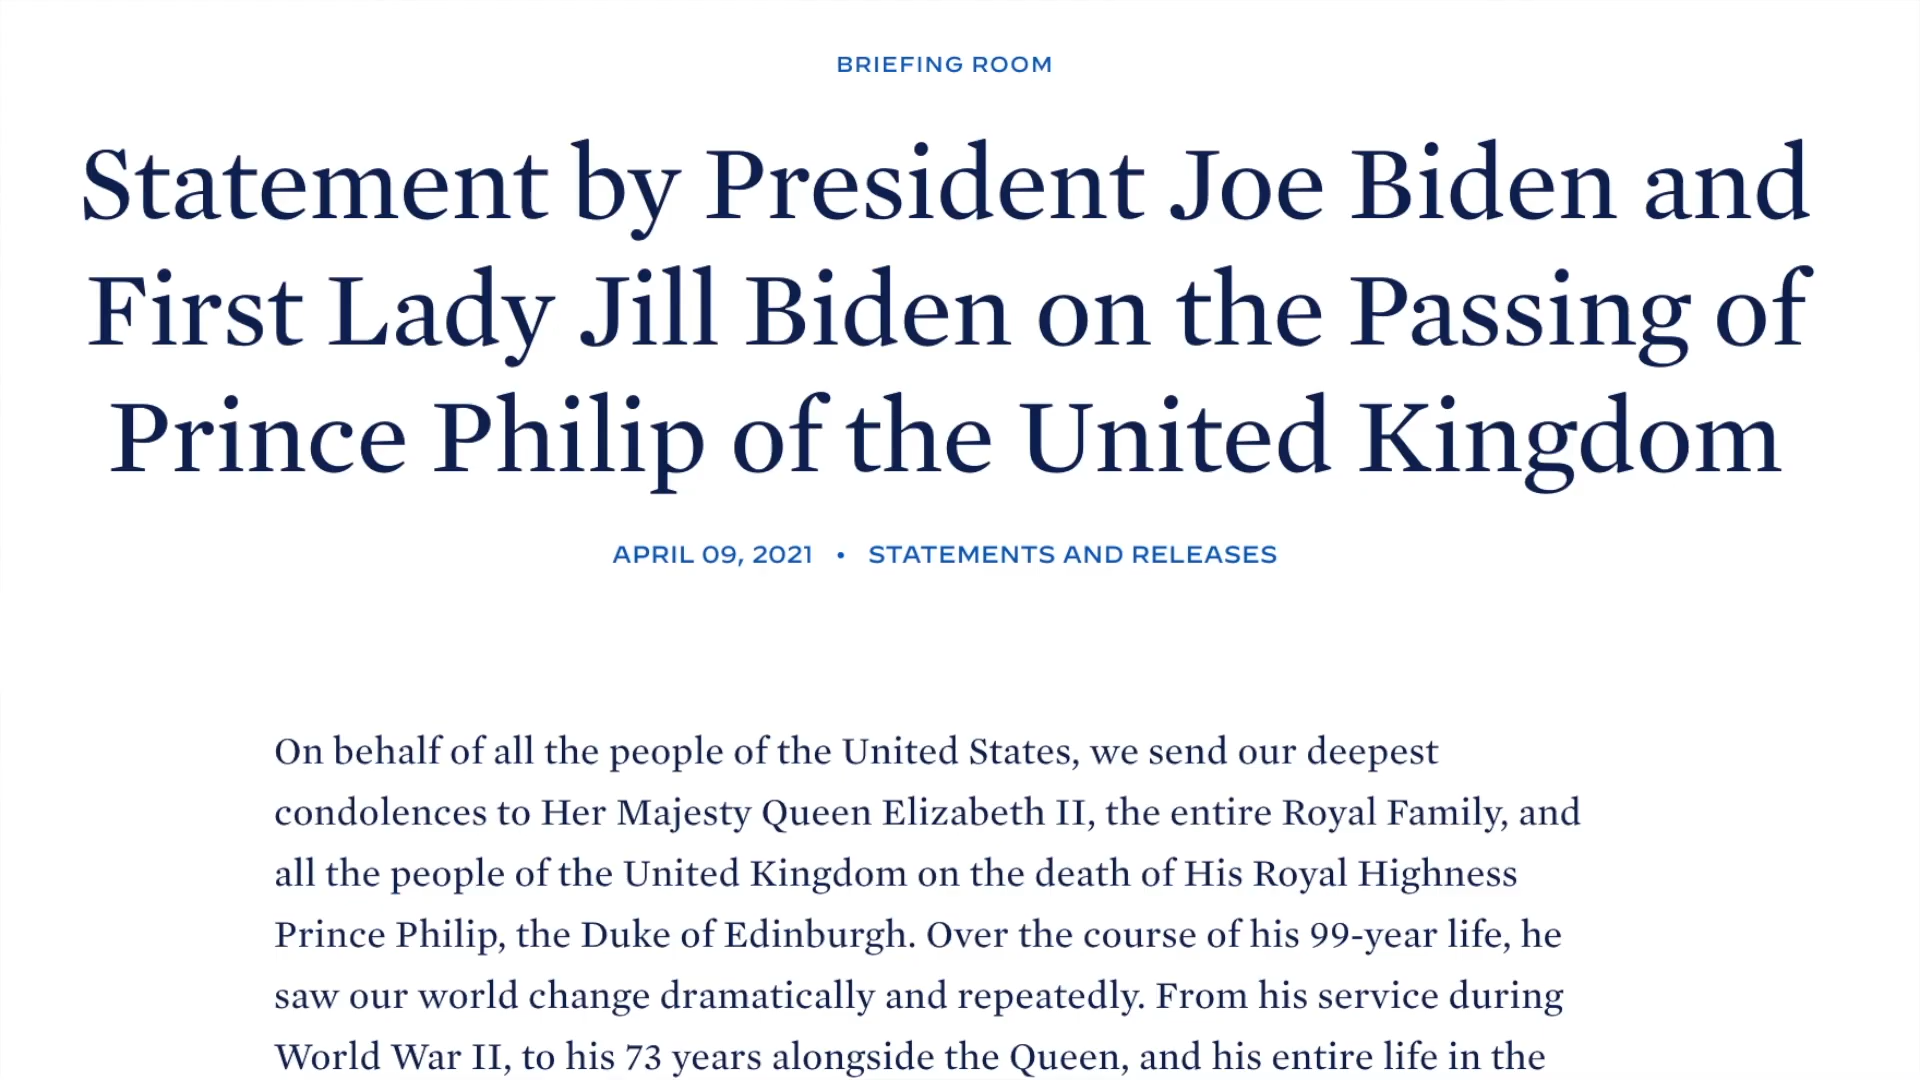 BRIEFING ROOM
Statement by President Joe Biden and
First Lady Jill Biden on the Passing of
Prince Philip of the United Kingdom
APRIL 09, 2021 • STATEMENTS AND RELEASES
On behalf of all the people of the United States, we send our deepest
condolences to Her Majesty Queen Elizabeth II, the entire Royal Family, and
all the people of the United Kingdom on the death of His Royal Highness
Prince Philip, the Duke of Edinburgh. Over the course of his 99-year life, he
saw our world change dramatically and repeatedly. From his service during
World War II, to his 73 years alongside the Queen, and his entire life in the